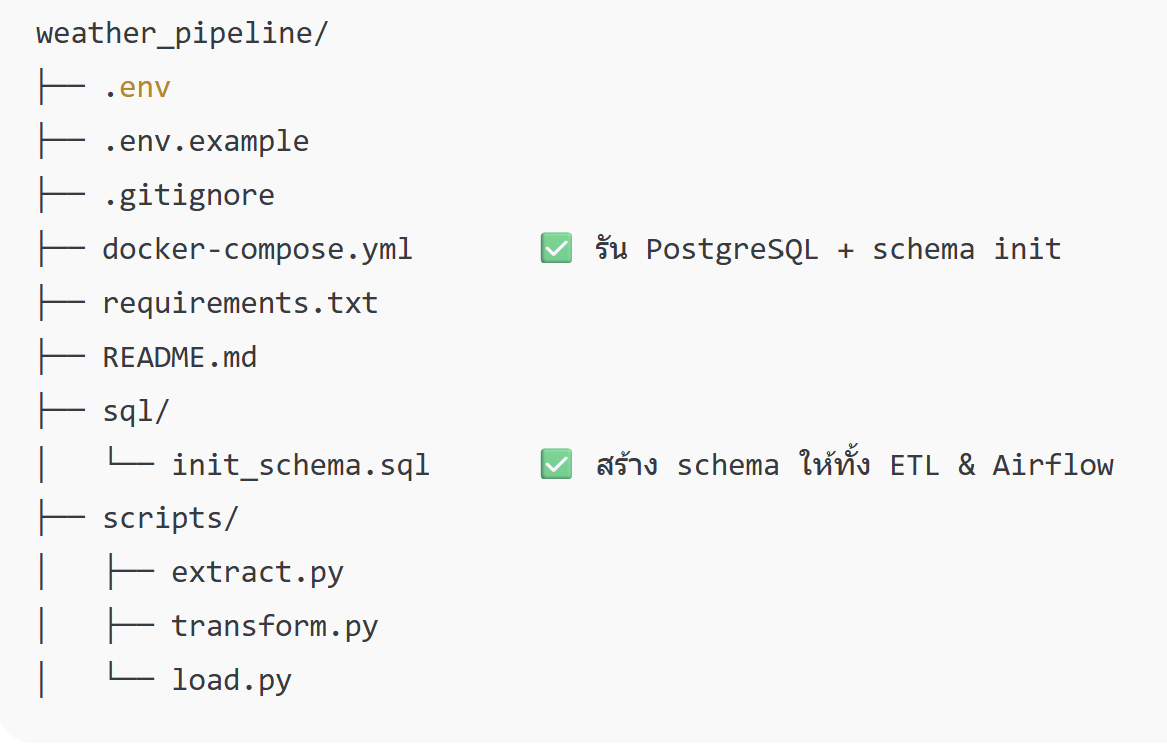 weather_pipeline/
├── .env
├── .env.example
├── .gitignore
├── docker-compose.yml        ✅ รัน PostgreSQL + schema init
├── requirements.txt
├── README.md
├── sql/
│   └── init_schema.sql       ✅ สร้าง schema ให้ทั้ง ETL & Airflow
├── scripts/
│   ├── extract.py
│   ├── transform.py
│   └── load.py